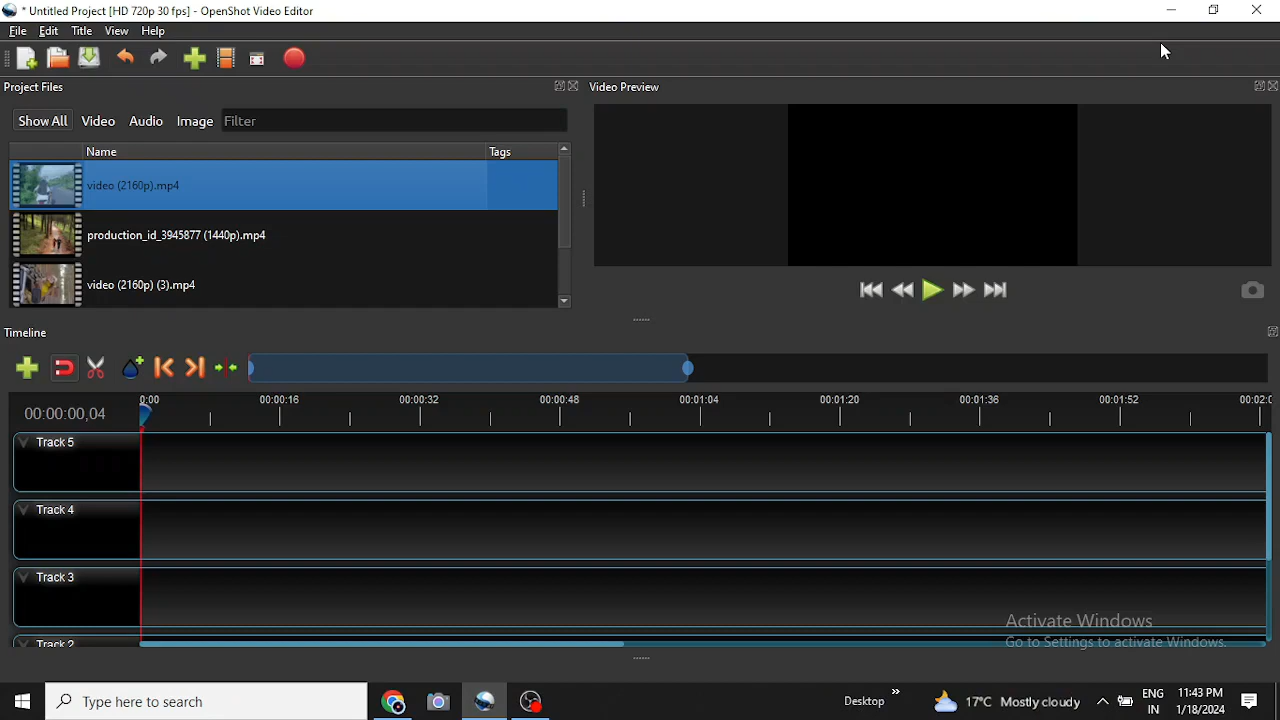 * Untitled Project [HD 720p 30 fps] - OpenShot Video Editor
File Edit Title View Help
Project Files
Video Preview
Show All Video Audio Image Filter
Name Tags
video (2160p).mp4
production_id_3945877 (1440p).mp4
video (2160p) (3).mp4
Timeline
00:00:00,04
0:00 00:00:16 00:00:32 00:00:48 00:01:04 00:01:20 00:01:36 00:01:52 00:02:0
Track 5
Track 4
Track 3
Track 2
Activate Windows
Go to Settings to activate Windows.
Type here to search
Desktop
17°C Mostly cloudy
ENG
IN
11:43 PM
1/18/2024